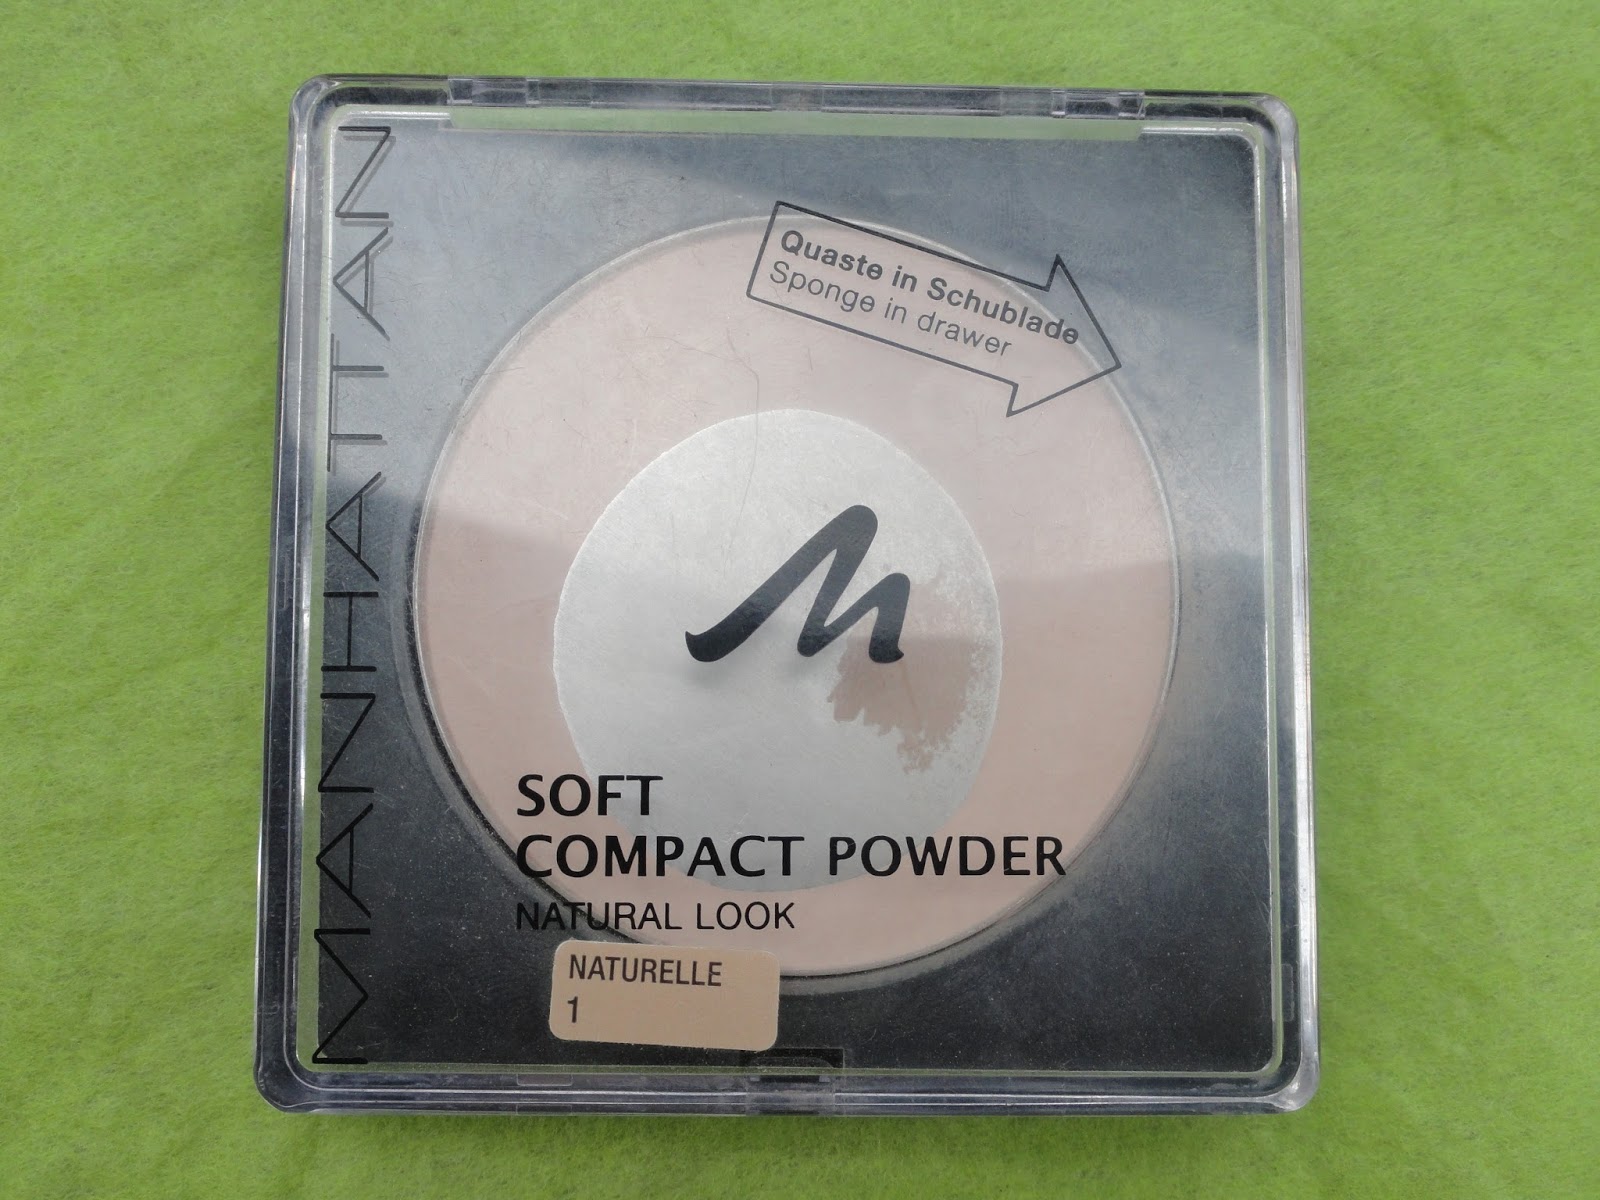 MANHATTAN
Quaste in Schublade
Sponge in drawer
M
SOFT
COMPACT POWDER
NATURAL LOOK
NATURELLE
1